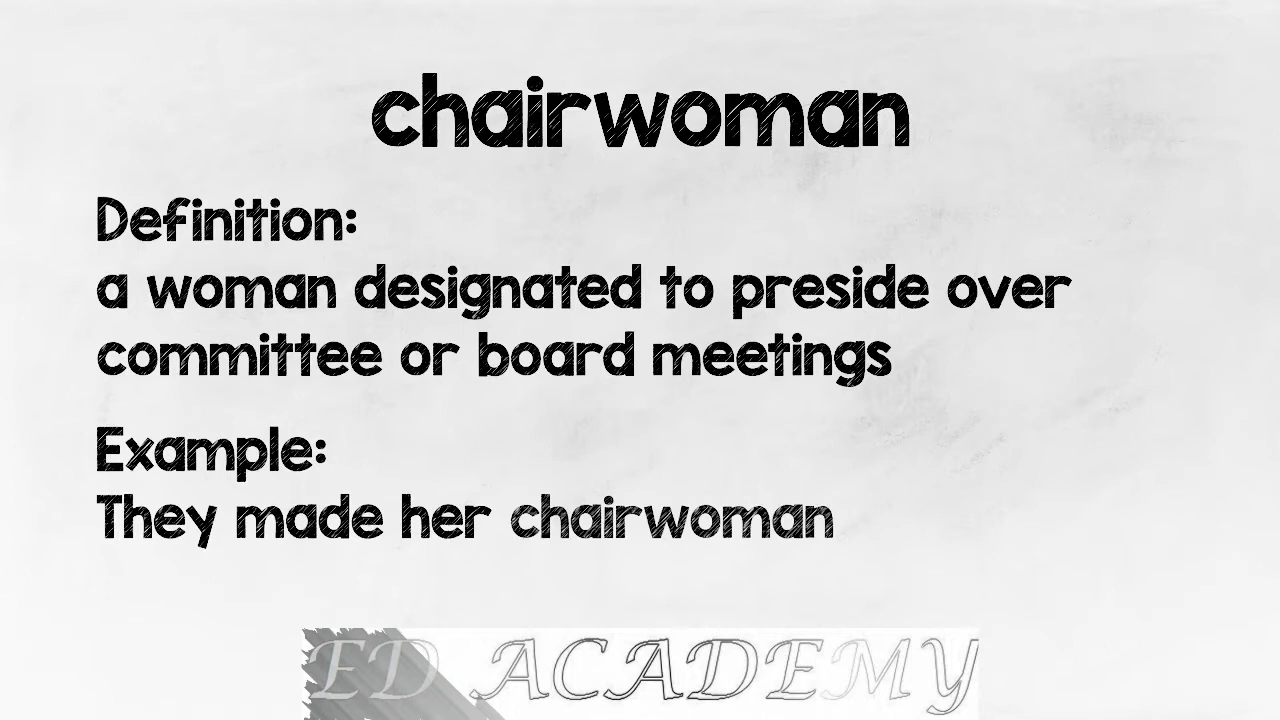 chairwoman
Definition:
a woman designated to preside over
committee or board meetings
Example:
They made her chairwoman
ED ACADEMY